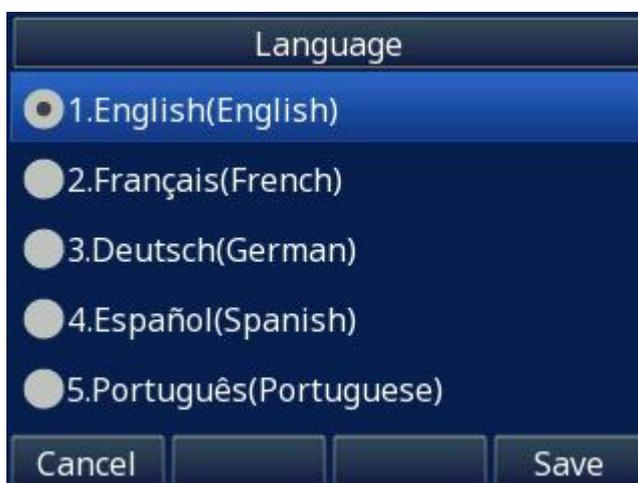 Language
1.English(English)
2.Français(French)
3.Deutsch(German)
4.Español(Spanish)
5.Português(Portuguese)
Cancel Save